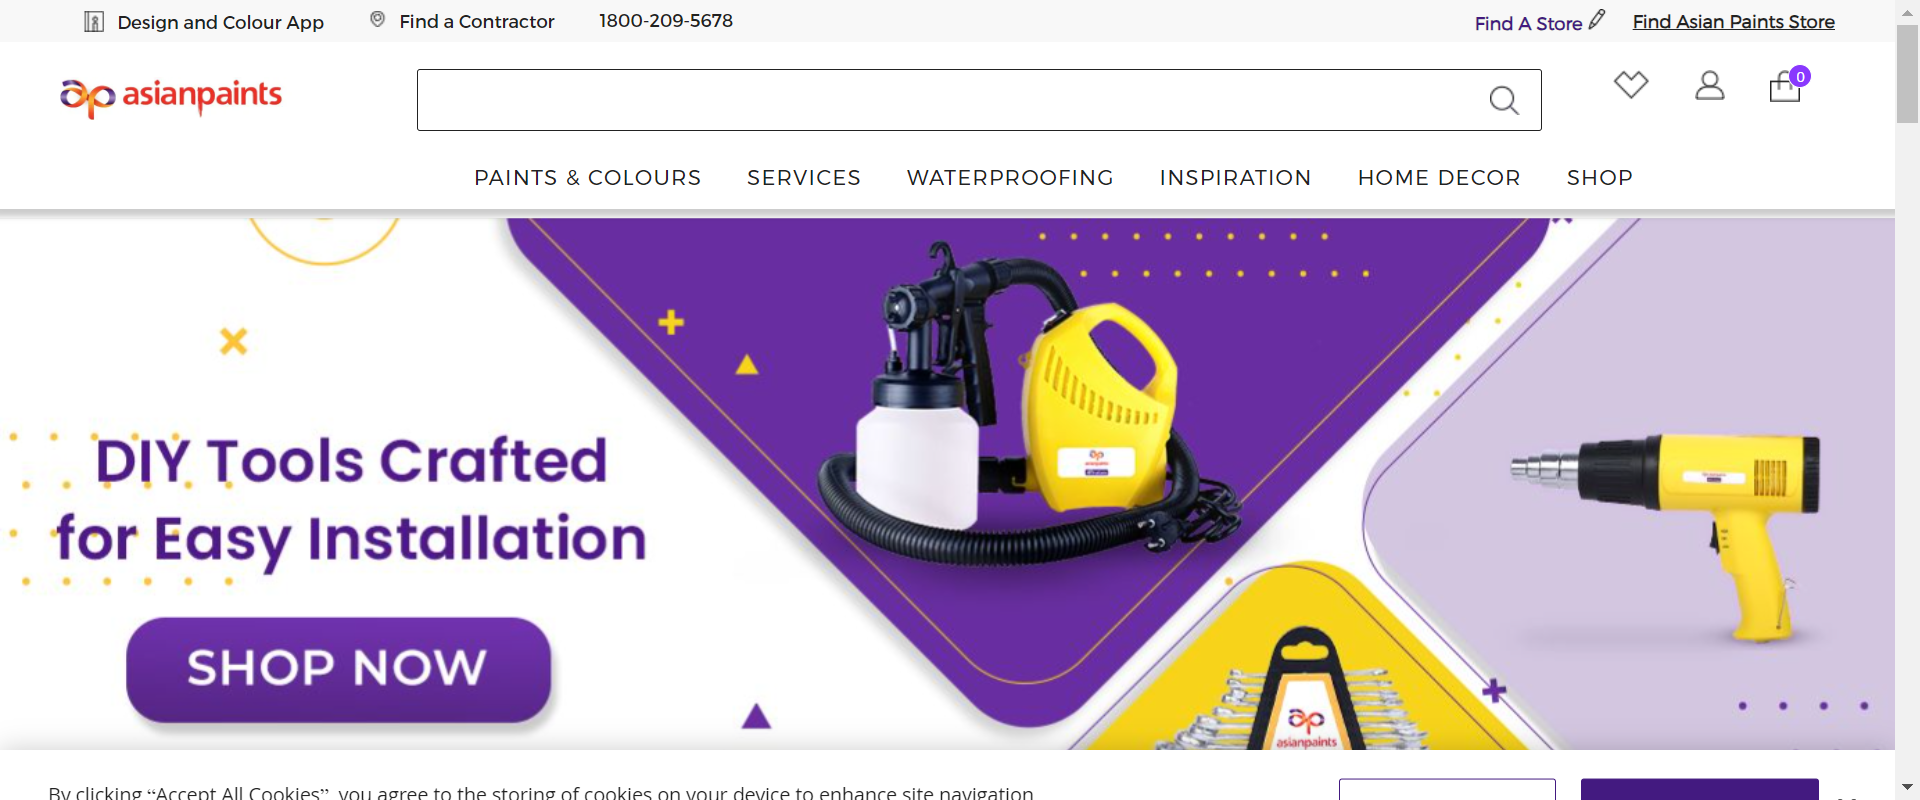 Design and Colour App
Find a Contractor
1800-209-5678
Find A Store
Find Asian Paints Store
asianpaints
0
PAINTS & COLOURS
SERVICES
WATERPROOFING
INSPIRATION
HOME DECOR
SHOP
DIY Tools Crafted
for Easy Installation
SHOP NOW
asianpaints
By clicking “Accept All Cookies”, you agree to the storing of cookies on your device to enhance site navigation